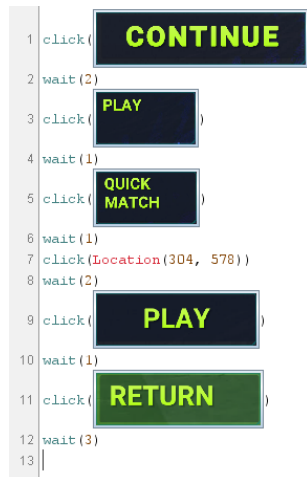 1 click( CONTINUE
2 wait(2)
3 click( PLAY )
4 wait(1)
5 click( QUICK
MATCH )
6 wait(1)
7 click(Location(304, 578))
8 wait(2)
9 click( PLAY )
10 wait(1)
11 click( RETURN )
12 wait(3)
13